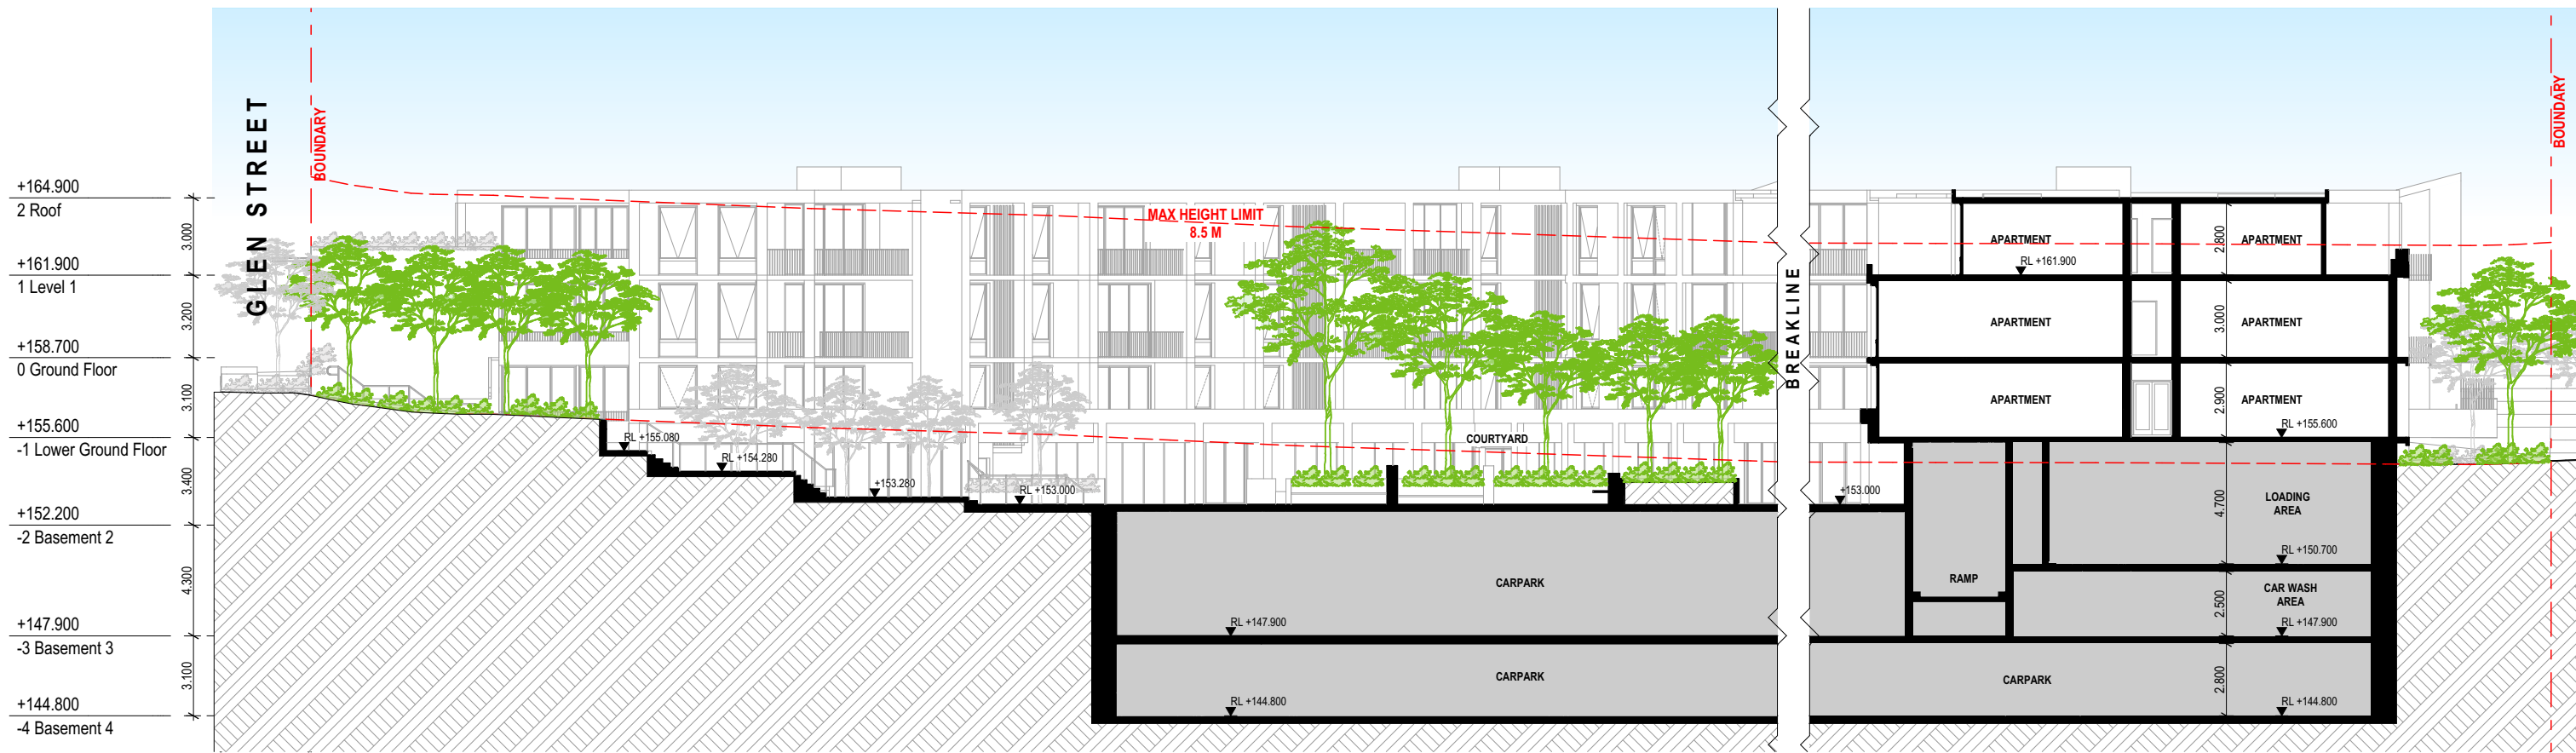 GLEN STREET
BOUNDARY
BOUNDARY
+164.900
2 Roof
3.000
+161.900
1 Level 1
3.200
+158.700
0 Ground Floor
3.100
+155.600
-1 Lower Ground Floor
3.400
+152.200
-2 Basement 2
4.300
+147.900
-3 Basement 3
3.100
+144.800
-4 Basement 4
MAX HEIGHT LIMIT
8.5 M
BREAKLINE
RL +155.080
RL +154.280
+153.280
RL +153.000
COURTYARD
+153.000
CARPARK
RL +147.900
CARPARK
RL +144.800
APARTMENT
2.800
APARTMENT
RL +161.900
APARTMENT
3.000
APARTMENT
APARTMENT
2.900
APARTMENT
RL +155.600
4.700
LOADING
AREA
RL +150.700
RAMP
2.500
CAR WASH
AREA
RL +147.900
CARPARK
2.800
RL +144.800